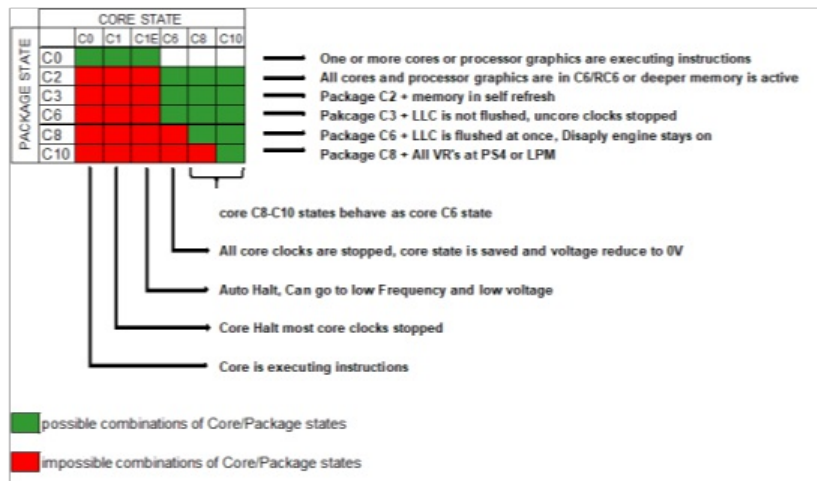 CORE STATE
C0 C1 C1E C6 C8 C10
PACKAGE STATE
C0 One or more cores or processor graphics are executing instructions
C2 All cores and processor graphics are in C6/RC6 or deeper memory is active
C3 Package C2 + memory in self refresh
C6 Pakcage C3 + LLC is not flushed, uncore clocks stopped
C8 Package C6 + LLC is flushed at once, Disaply engine stays on
C10 Package C8 + All VR's at PS4 or LPM
core C8-C10 states behave as core C6 state
All core clocks are stopped, core state is saved and voltage reduce to 0V
Auto Halt, Can go to low Frequency and low voltage
Core Halt most core clocks stopped
Core is executing instructions
possible combinations of Core/Package states
impossible combinations of Core/Package states